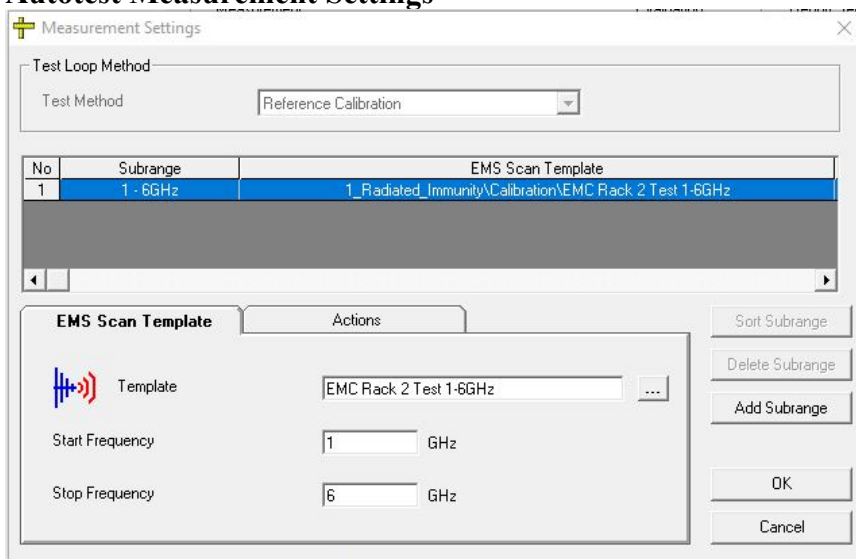 Autotest Measurement Settings
Measurement Settings
Test Loop Method
Test Method
Reference Calibration
No Subrange EMS Scan Template
1 1 - 6GHz 1_Radiated_Immunity\Calibration\EMC Rack 2 Test 1-6GHz
EMS Scan Template Actions Sort Subrange
Delete Subrange
Template EMC Rack 2 Test 1-6GHz ...
Add Subrange
Start Frequency 1 GHz
OK
Stop Frequency 6 GHz
Cancel